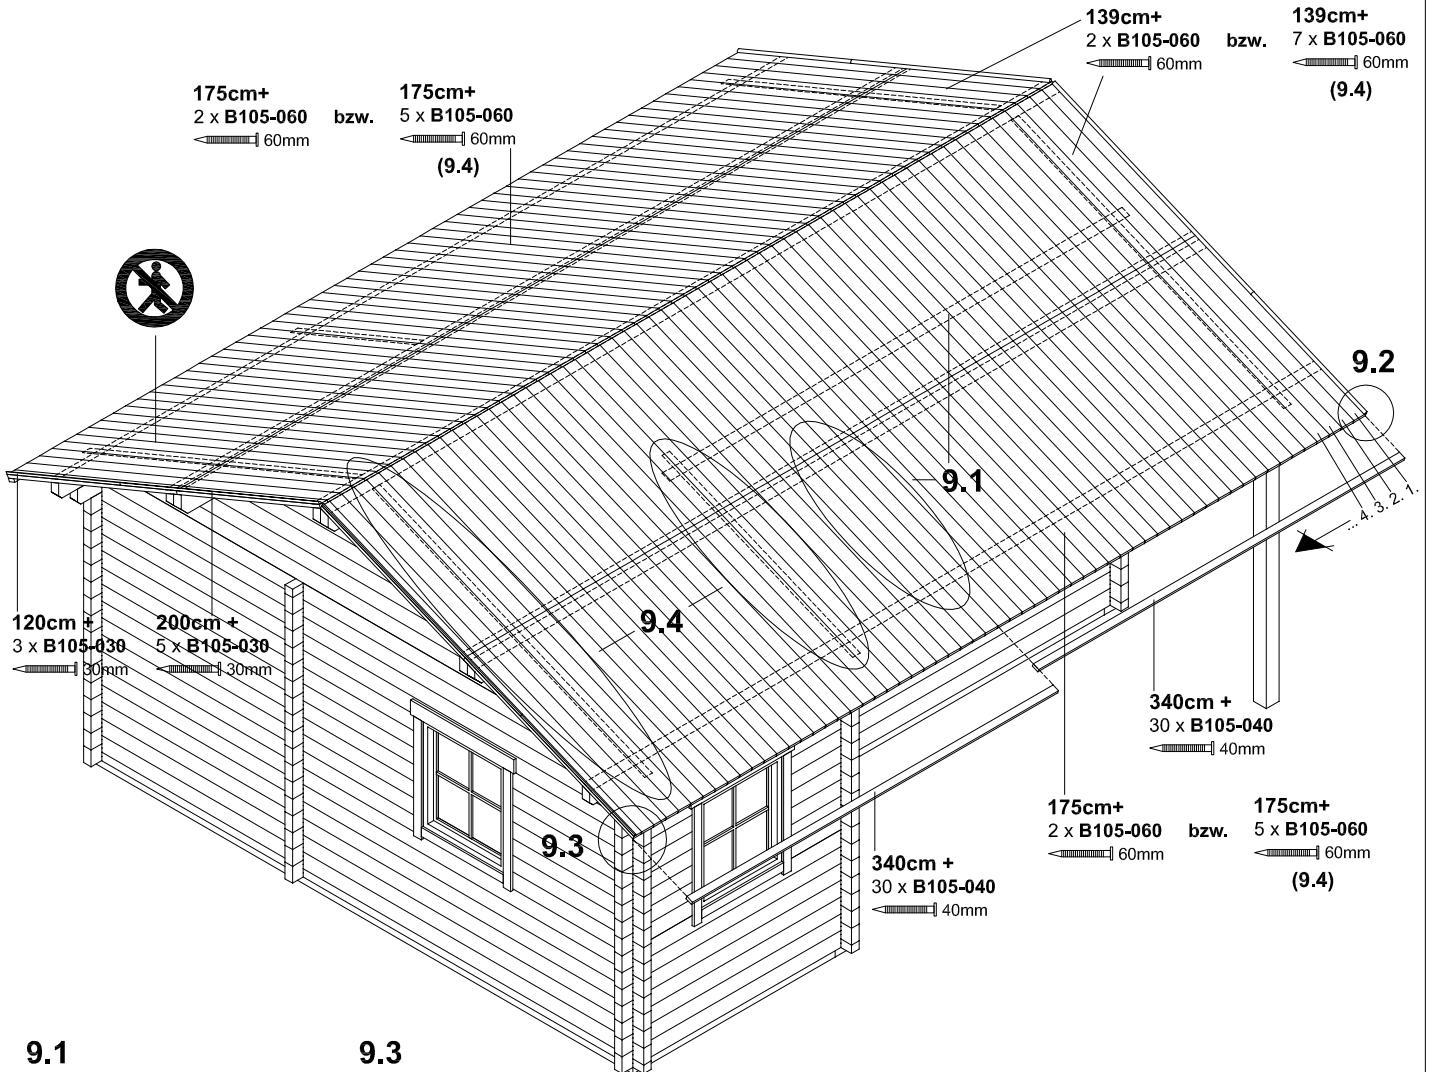 139cm+
2 x B105-060 bzw.
60mm
139cm+
7 x B105-060
60mm
(9.4)
175cm+
2 x B105-060 bzw.
60mm
175cm+
5 x B105-060
60mm
(9.4)
9.2
9.1
... 4. 3. 2. 1.
9.4
120cm +
3 x B105-030
30mm
200cm +
5 x B105-030
30mm
340cm +
30 x B105-040
40mm
9.3
175cm+
2 x B105-060 bzw.
60mm
175cm+
5 x B105-060
60mm
(9.4)
340cm +
30 x B105-040
40mm
9.1
9.3